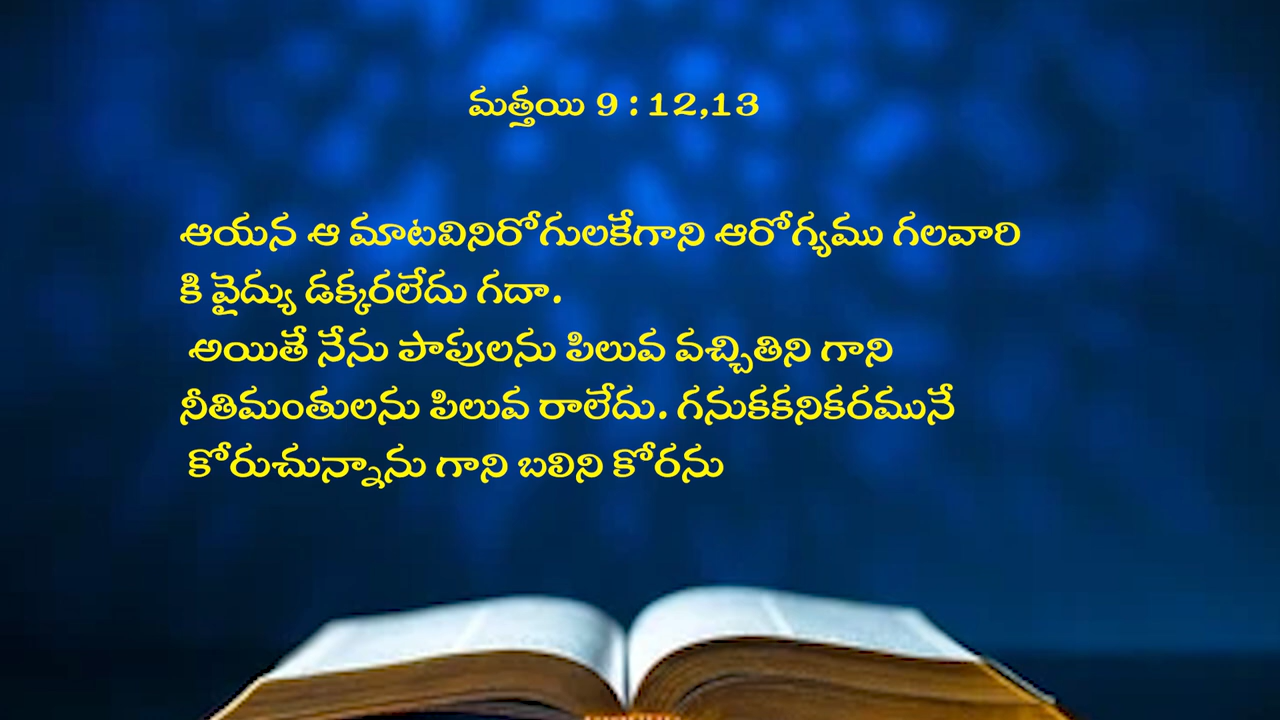 మత్తయి 9 : 12,13
ఆయన ఆ మాటవినిరోగులకేగాని ఆరోగ్యము గలవారి
కి వైద్యు డక్కరలేదు గదా.
అయితే నేను పాపులను పిలువ వచ్చితిని గాని
నీతిమంతులను పిలువ రాలేదు. గనుకకనికరమునే
కోరుచున్నాను గాని బలిని కోరను